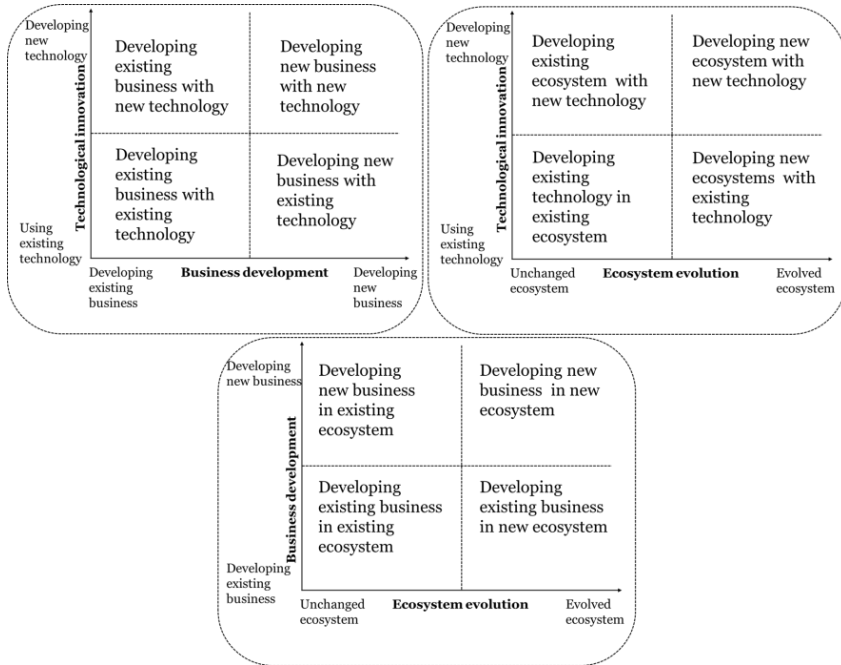 Developing
new
technology
Technological innovation
Using
existing
technology
Developing
existing
business with
new technology
Developing
new business
with new
technology
Developing
existing
business with
existing
technology
Developing new
business with
existing
technology
Developing
existing
business
Business development
Developing
new
business
Developing
new
technology
Technological innovation
Using
existing
technology
Developing
existing
ecosystem with
new technology
Developing new
ecosystem with
new technology
Developing
existing
technology in
existing
ecosystem
Developing new
ecosystems with
existing
technology
Unchanged
ecosystem
Ecosystem evolution
Evolved
ecosystem
Developing
new business
Business development
Developing
existing
business
Developing
new business
in existing
ecosystem
Developing new
business in new
ecosystem
Developing
existing business
in existing
ecosystem
Developing
existing business
in new ecosystem
Unchanged
ecosystem
Ecosystem evolution
Evolved
ecosystem